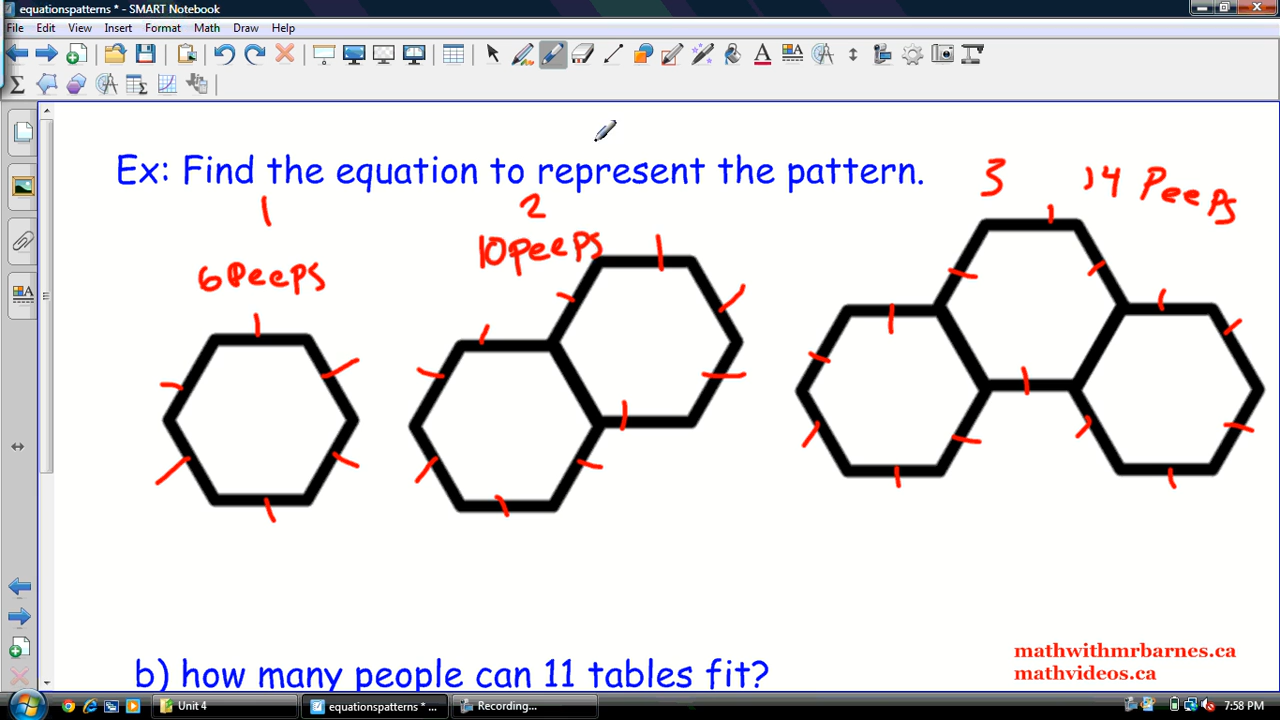 equationspatterns * - SMART Notebook
File Edit View Insert Format Math Draw Help
Ex: Find the equation to represent the pattern.
1
6 Peeps
2
10 peeps
3
14 Peeps
b) how many people can 11 tables fit?
mathwithmrbarnes.ca
mathvideos.ca
Unit 4
equationspatterns * ...
Recording...
7:58 PM